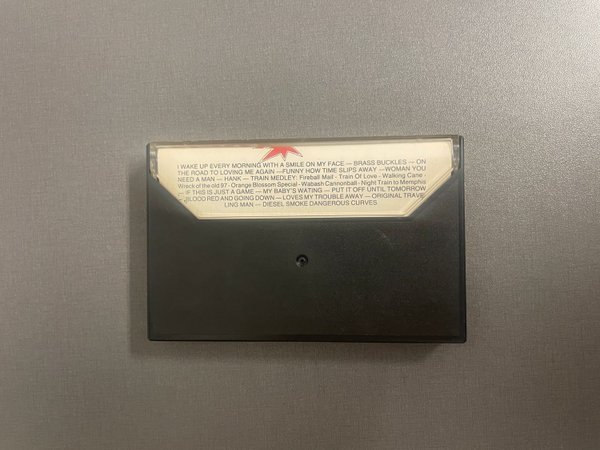 I WAKE UP EVERY MORNING WITH A SMILE ON MY FACE — BRASS BUCKLES — ON
THE ROAD TO LOVING ME AGAIN —FUNNY HOW TIME SLIPS AWAY —WOMAN YOU
NEED A MAN — HANK — TRAIN MEDLEY: Fireball Mail - Train Of Love - Walking Cane -
Wreck of the old 97 - Orange Blossom Special - Wabash Cannonball - Night Train to Memphis
— IF THIS IS JUST A GAME — MY BABY'S WATING — PUT IT OFF UNTIL TOMORROW
— BLOOD RED AND GOING DOWN — LOVES MY TROUBLE AWAY — ORIGINAL TRAVE
LING MAN — DIESEL SMOKE DANGEROUS CURVES